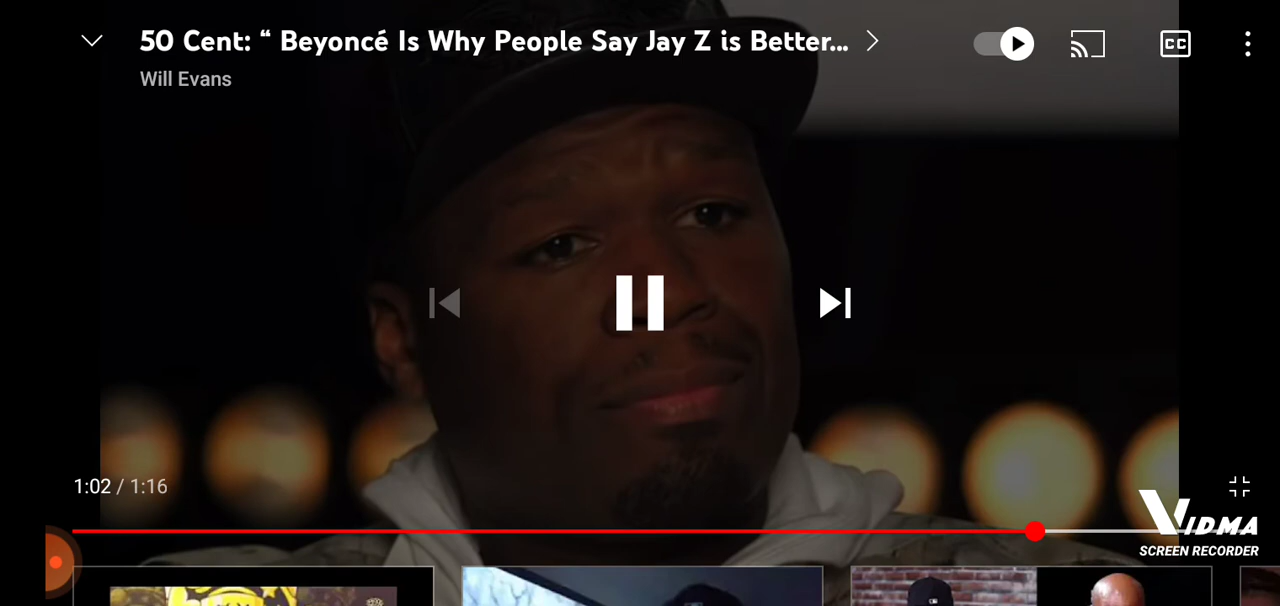 50 Cent: “ Beyoncé Is Why People Say Jay Z is Better...
CC
Will Evans
1:02 / 1:16
VIDMA
SCREEN RECORDER